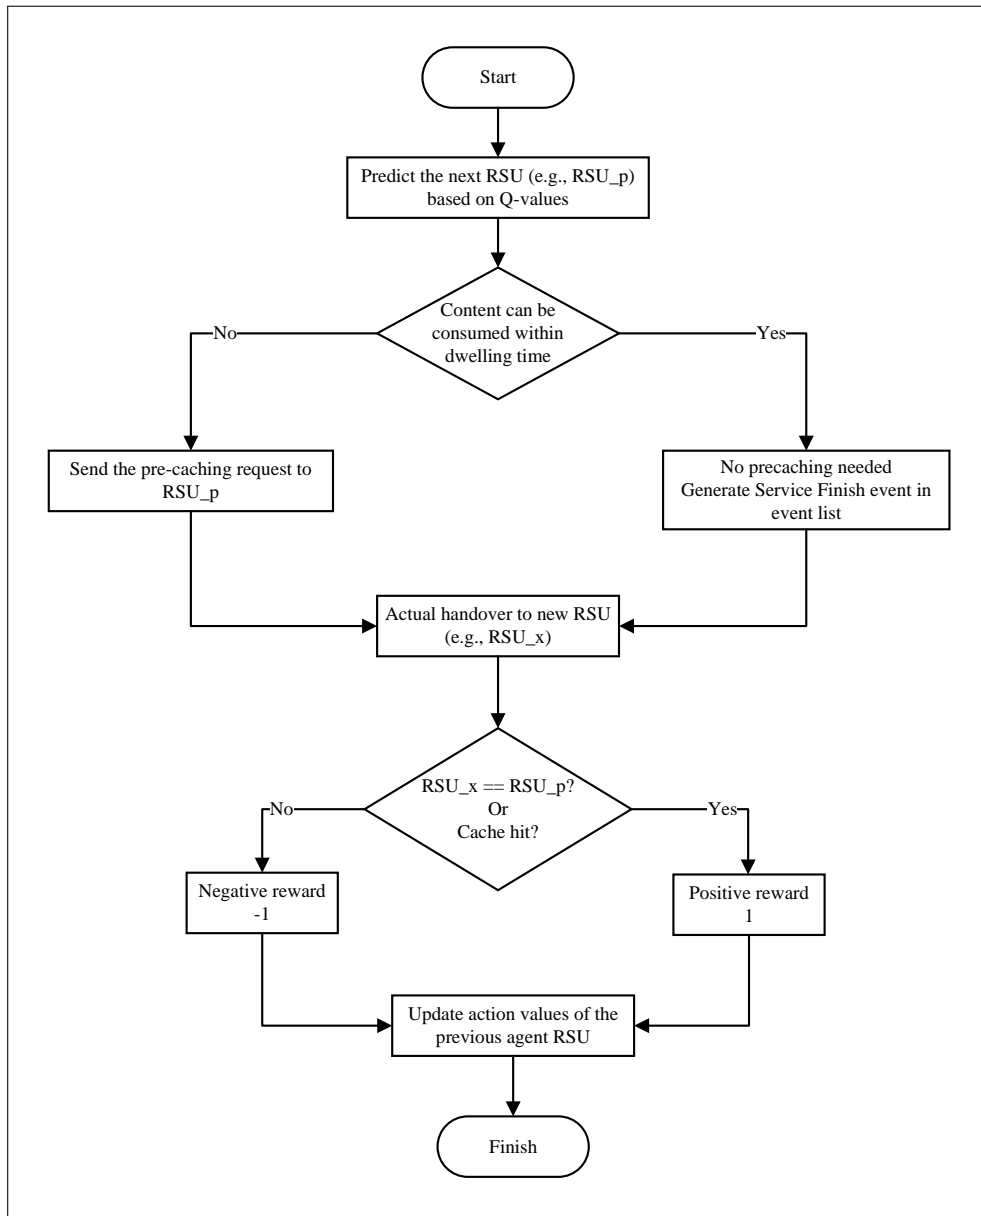 Start
Predict the next RSU (e.g., RSU_p)
based on Q-values
Content can be
consumed within
dwelling time
No
Yes
Send the pre-caching request to
RSU_p
No precaching needed
Generate Service Finish event in
event list
Actual handover to new RSU
(e.g., RSU_x)
RSU_x == RSU_p?
Or
Cache hit?
No
Yes
Negative reward
-1
Positive reward
1
Update action values of the
previous agent RSU
Finish